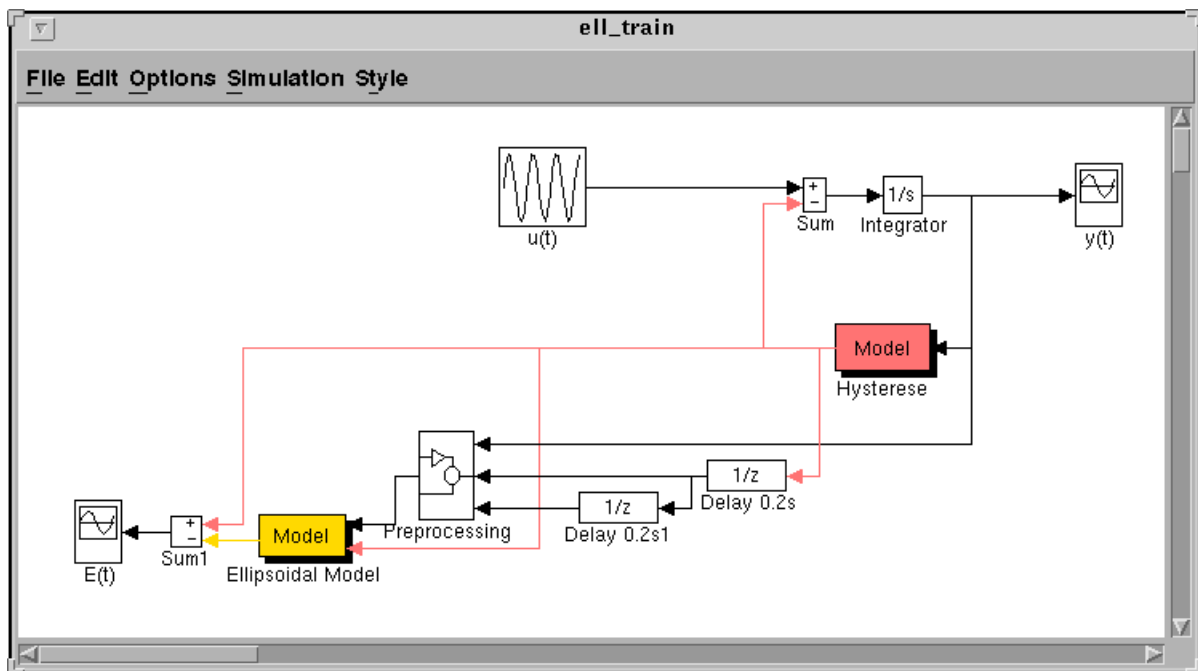 ell_train
File Edit Options Simulation Style
u(t)
+
−
Sum
1/s
Integrator
y(t)
Model
Hysterese
1/z
Delay 0.2s
1/z
Delay 0.2s1
Preprocessing
Model
Ellipsoidal Model
+
−
Sum1
E(t)